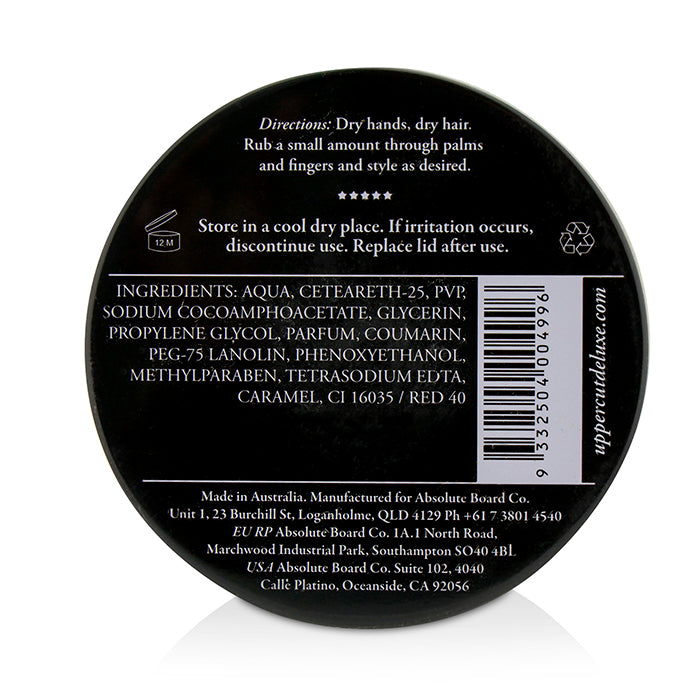 Directions: Dry hands, dry hair.
Rub a small amount through palms
and fingers and style as desired.
12 M
Store in a cool dry place. If irritation occurs,
discontinue use. Replace lid after use.
INGREDIENTS: AQUA, CETEARETH-25, PVP,
SODIUM COCOAMPHOACETATE, GLYCERIN,
PROPYLENE GLYCOL, PARFUM, COUMARIN,
PEG-75 LANOLIN, PHENOXYETHANOL,
METHYLPARABEN, TETRASODIUM EDTA,
CARAMEL, CI 16035 / RED 40
9 332504 004996
uppercutdeluxe.com
Made in Australia. Manufactured for Absolute Board Co.
Unit 1, 23 Burchill St, Loganholme, QLD 4129 Ph +61 7 3801 4540
EU RP Absolute Board Co. 1A.1 North Road,
Marchwood Industrial Park, Southampton SO40 4BL
USA Absolute Board Co. Suite 102, 4040
Calle Platino, Oceanside, CA 92056